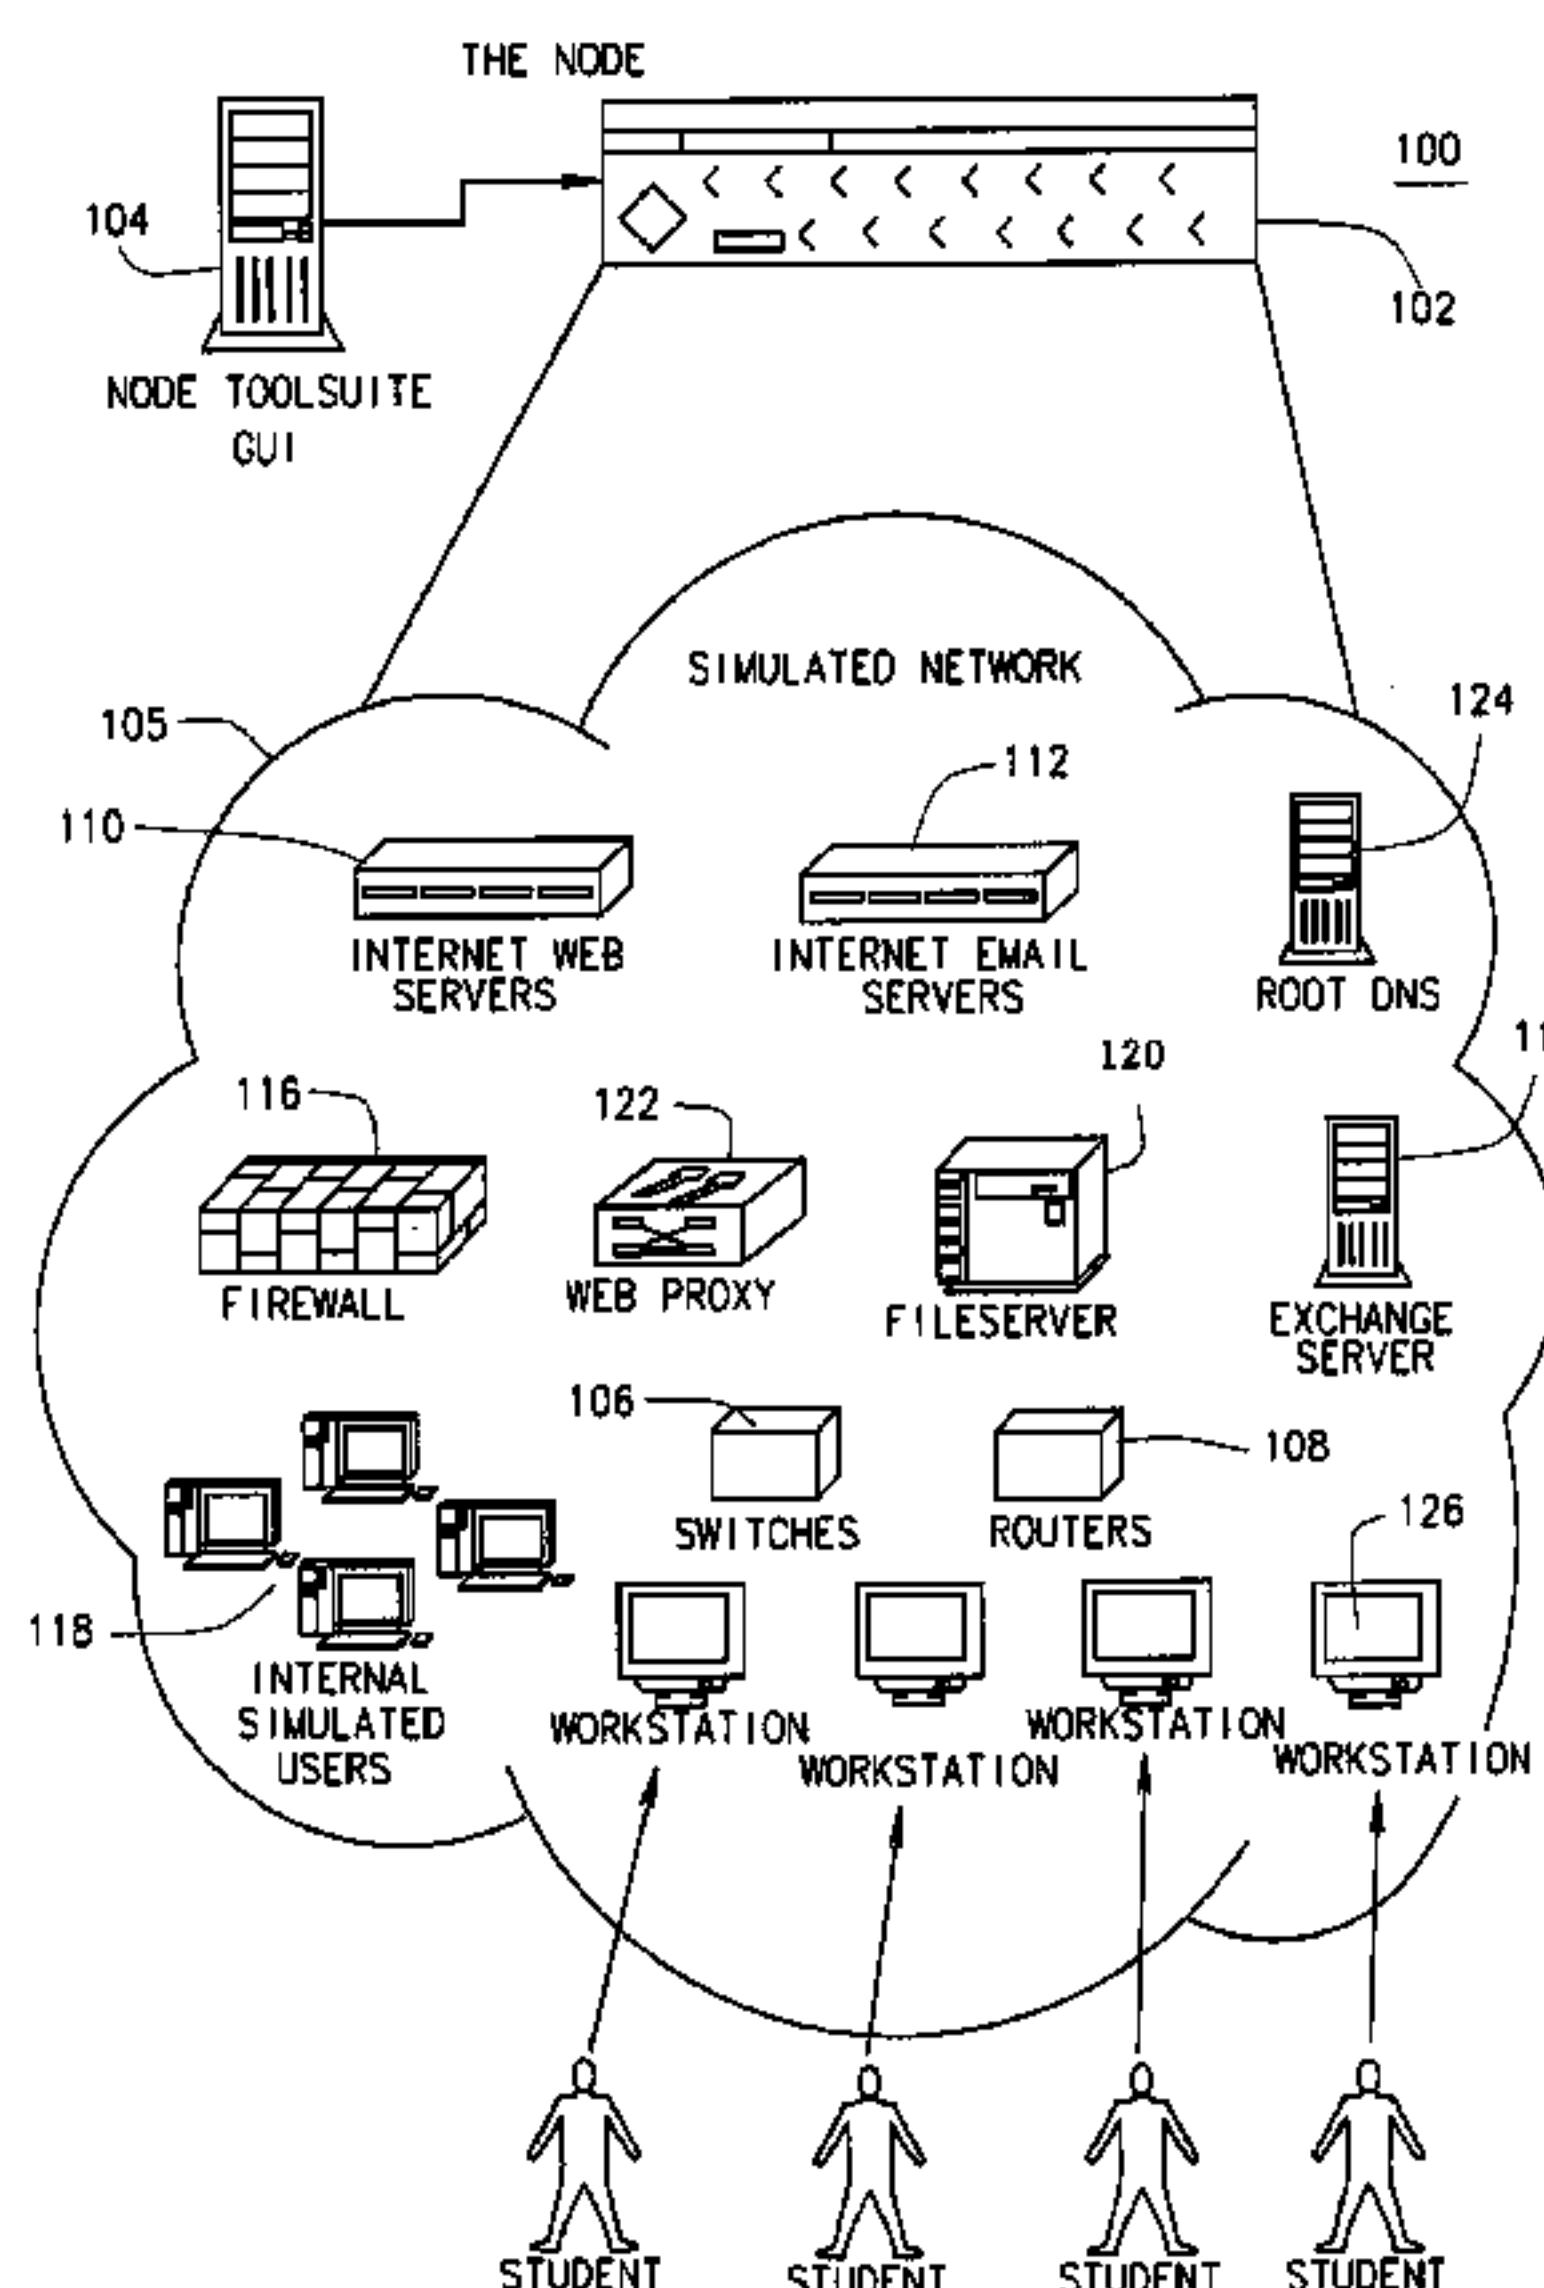 THE NODE
100
104
102
NODE TOOLSUITE
GUI
SIMULATED NETWORK
124
105
112
110
INTERNET WEB
SERVERS
INTERNET EMAIL
SERVERS
ROOT DNS
120
116
122
FIREWALL
WEB PROXY
FILESERVER
EXCHANGE
SERVER
106
108
SWITCHES
ROUTERS
126
118
INTERNAL
SIMULATED
USERS
WORKSTATION
WORKSTATION
WORKSTATION
WORKSTATION
STUDENT
STUDENT
STUDENT
STUDENT